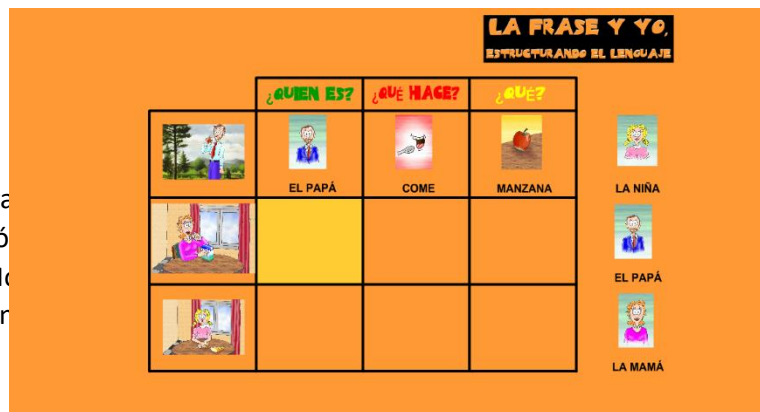 LA FRASE Y YO,
ESTRUCTURANDO EL LENGUAJE
¿QUIEN ES? ¿QUÉ HACE? ¿QUÉ?
EL PAPÁ COME MANZANA LA NIÑA
EL PAPÁ
LA MAMÁ